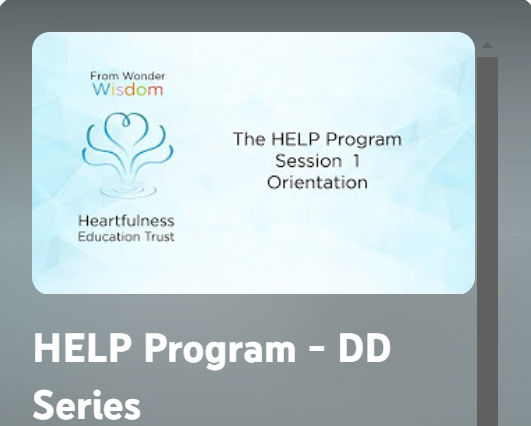 From Wonder
Wisdom
Heartfulness
Education Trust
The HELP Program
Session 1
Orientation
HELP Program - DD
Series